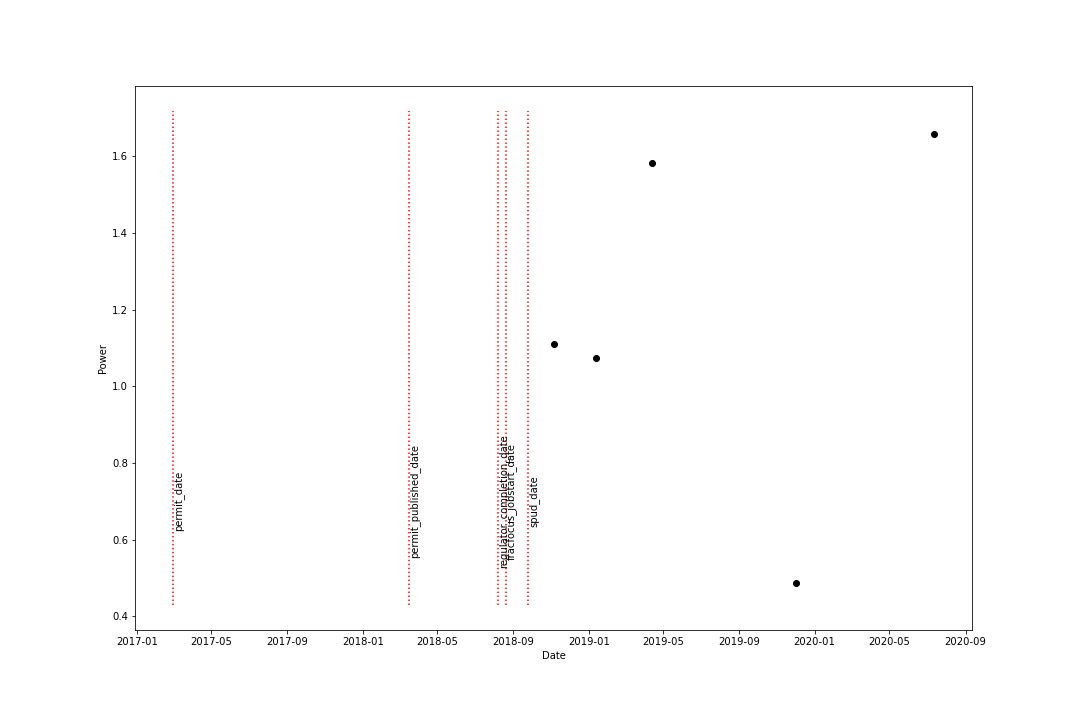 1.6
1.4
1.2
1.0
0.8
0.6
0.4
Power
permit_date
permit_published_date
regulator_completion_date
fracfocus_jobstart_date
spud_date
2017-01 2017-05 2017-09 2018-01 2018-05 2018-09 2019-01 2019-05 2019-09 2020-01 2020-05 2020-09
Date